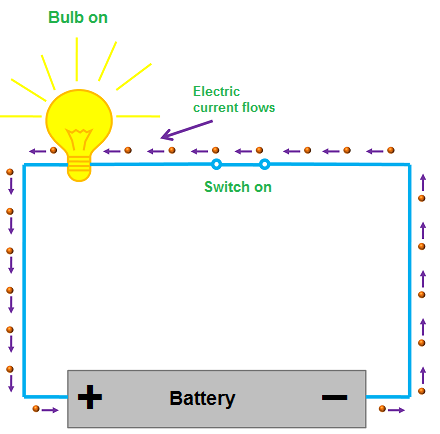 Bulb on
Electric
current flows
Switch on
+ Battery −